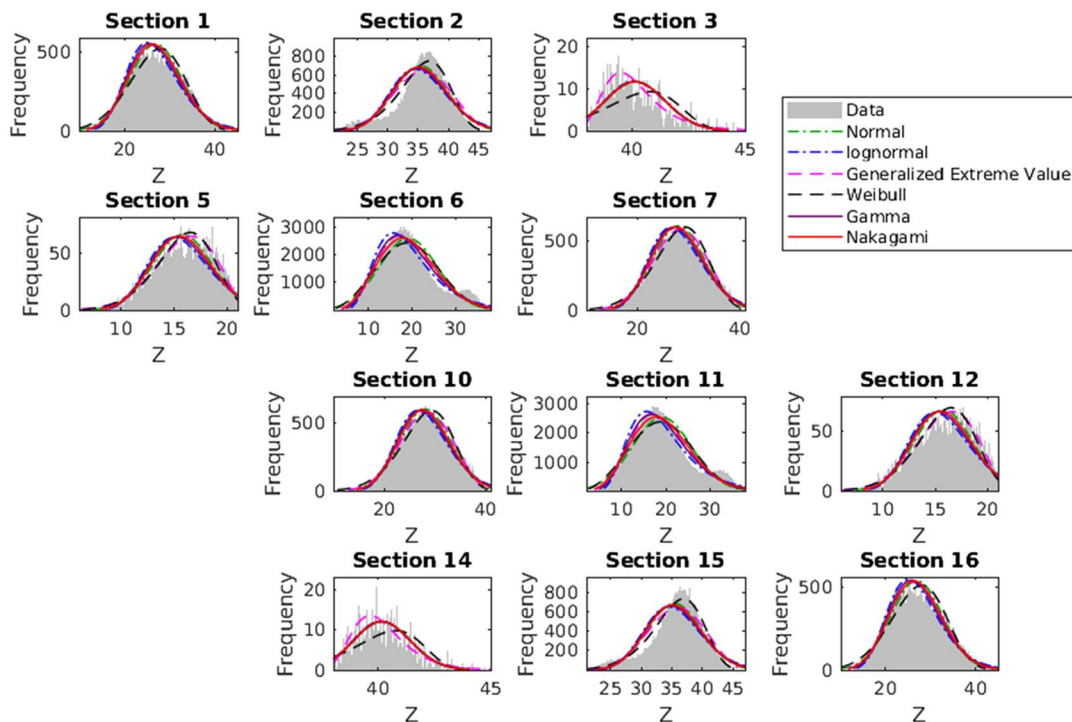 Section 1
Section 2
Section 3
Frequency
500
0
20
40
Z
Frequency
800
600
400
200
25
30
35
40
45
Z
Frequency
20
10
0
40
45
Z
Data
Normal
lognormal
Generalized Extreme Value
Weibull
Gamma
Nakagami
Section 5
Section 6
Section 7
Frequency
50
0
10
15
20
Z
Frequency
3000
2000
1000
10
20
30
Z
Frequency
500
0
20
40
Z
Section 10
Section 11
Section 12
Frequency
500
0
20
40
Z
Frequency
3000
2000
1000
10
20
30
Z
Frequency
50
0
10
15
20
Z
Section 14
Section 15
Section 16
Frequency
20
10
0
40
45
Z
Frequency
800
600
400
200
25
30
35
40
45
Z
Frequency
500
0
20
40
Z